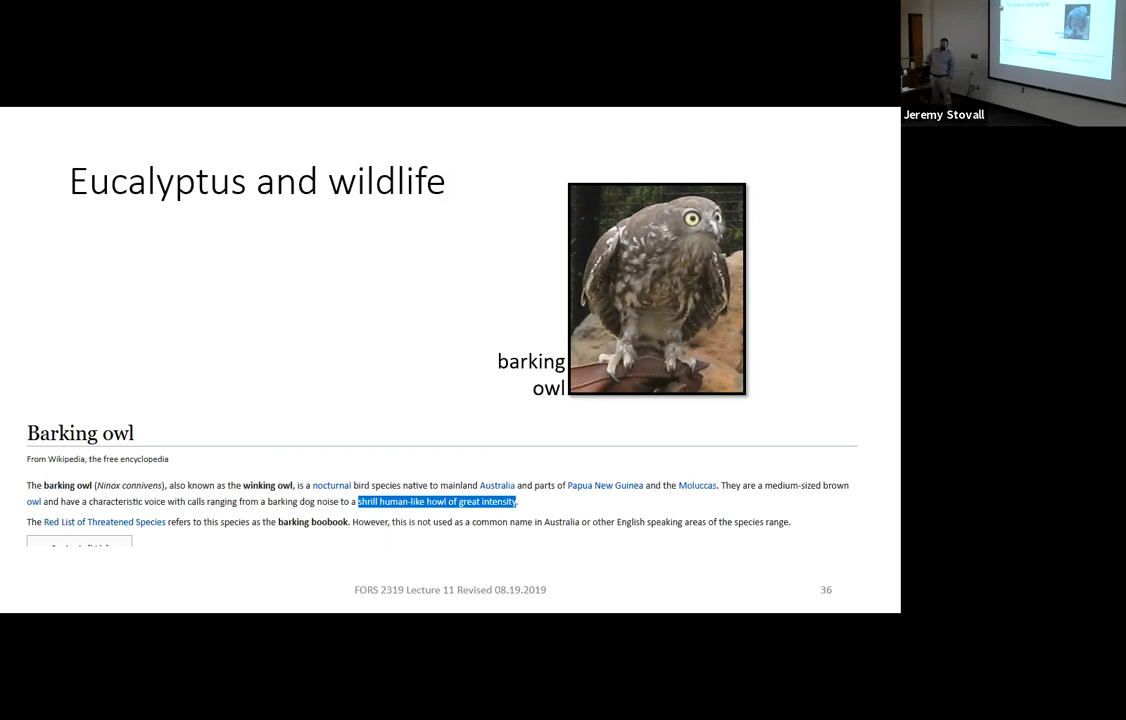 Jeremy Stovall
Eucalyptus and wildlife
barking
owl
Barking owl
From Wikipedia, the free encyclopedia
The barking owl (Ninox connivens), also known as the winking owl, is a nocturnal bird species native to mainland Australia and parts of Papua New Guinea and the Moluccas. They are a medium-sized brown
owl and have a characteristic voice with calls ranging from a barking dog noise to a shrill human-like howl of great intensity.
The Red List of Threatened Species refers to this species as the barking boobook. However, this is not used as a common name in Australia or other English speaking areas of the species range.
FORS 2319 Lecture 11 Revised 08.19.2019
36